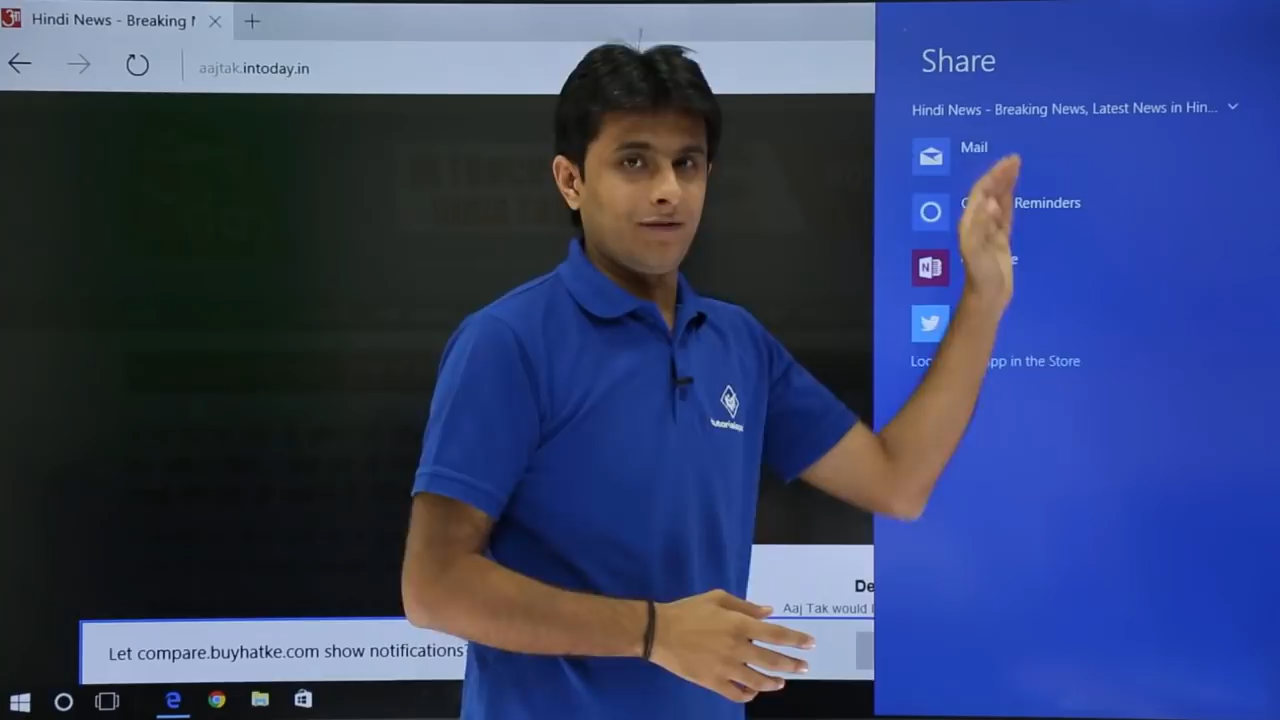 Hindi News - Breaking N
aajtak.intoday.in
Share
Hindi News - Breaking News, Latest News in Hin...
Mail
Reminders
Loc pp in the Store
De
Aaj Tak would l
Let compare.buyhatke.com show notifications?